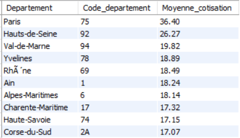 Departement Code_departement Moyenne_cotisation
Paris 75 36.40
Hauts-de-Seine 92 26.27
Val-de-Marne 94 19.82
Yvelines 78 18.89
RhÃ´ne 69 18.49
Ain 1 18.24
Alpes-Maritimes 6 18.14
Charente-Maritime 17 17.32
Haute-Savoie 74 17.15
Corse-du-Sud 2A 17.07